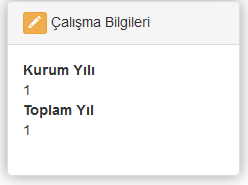 Çalışma Bilgileri
Kurum Yılı
1
Toplam Yıl
1